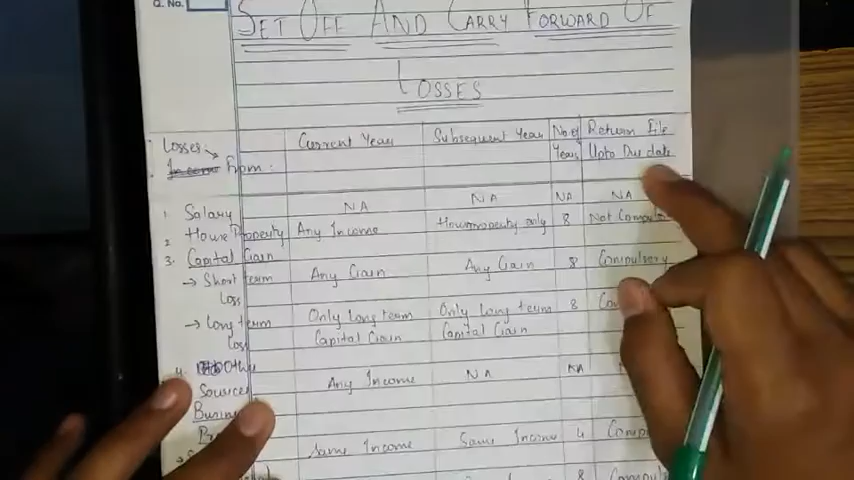 Q. No.
SET OFF AND CARRY FORWARD OF
LOSSES
Losses
From:
Current Year
Subsequent Year
No. of Years
Return File Upto Due date
1. Salary NA NA NA NA
2. House Property Any Income House property only 8 Not
3. Capital Gain
→ Short term Loss Any Gain Any Gain 8 Compulsory
→ Long term Loss Only Long term Capital Gain Only Long term Capital Gain 8
4.
Sources Any Income NA NA
Same Income Same Income 4
8